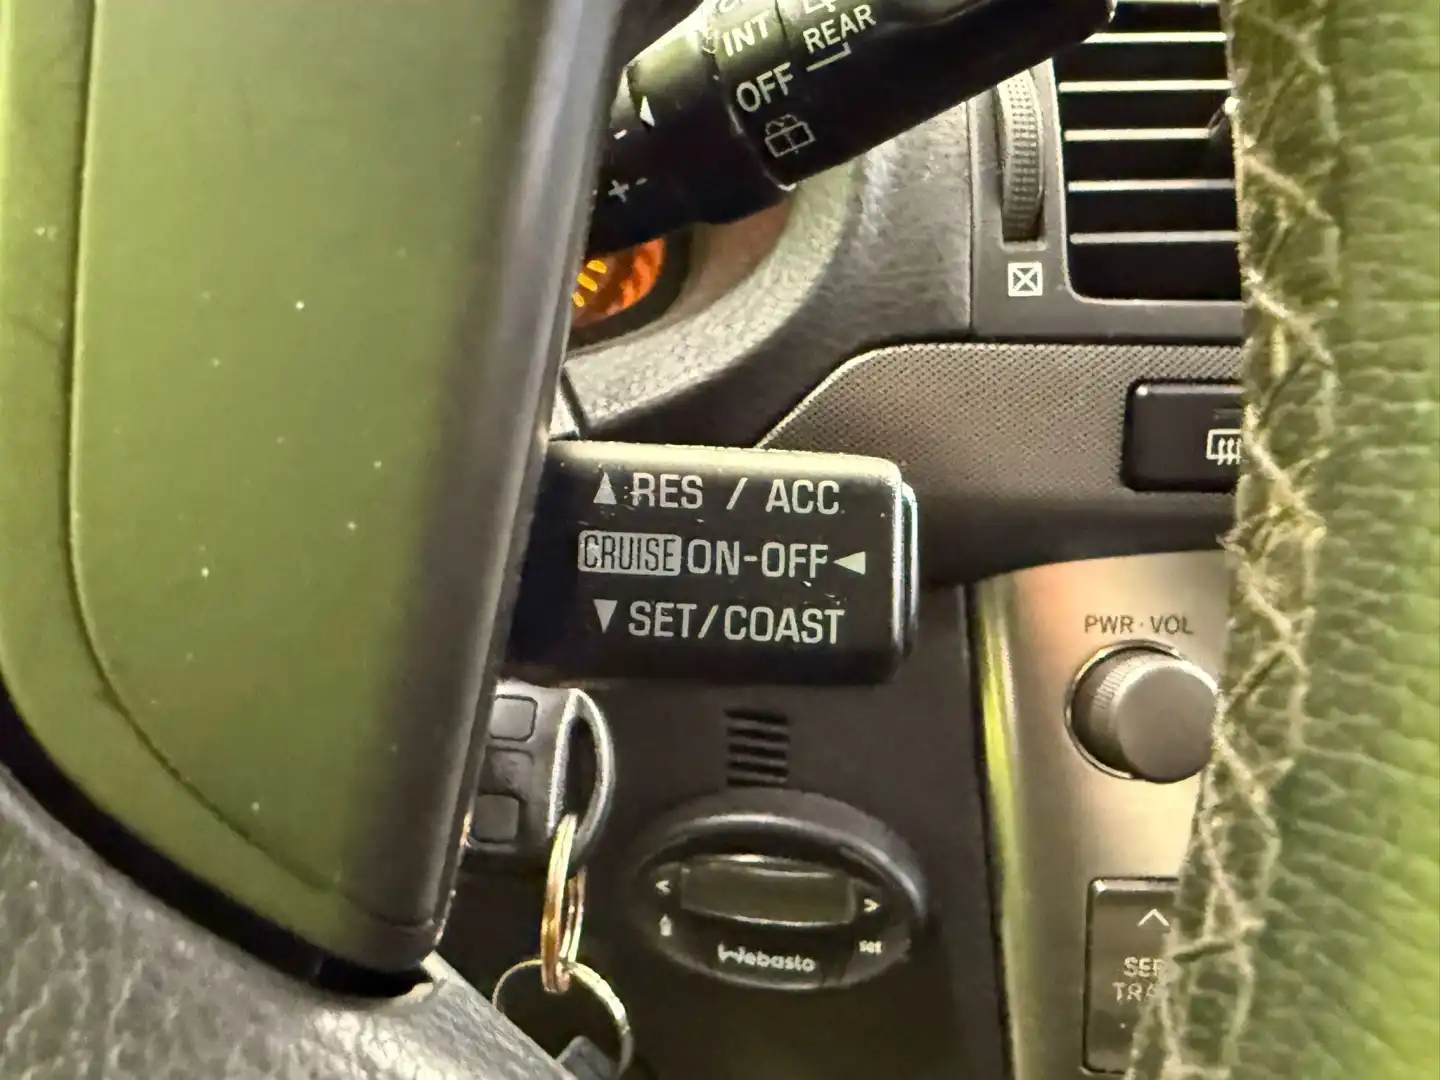 INT
REAR
OFF
- +
▲ RES / ACC
CRUISE ON-OFF ◄
▼ SET/COAST
PWR·VOL
< >
set
Webasto